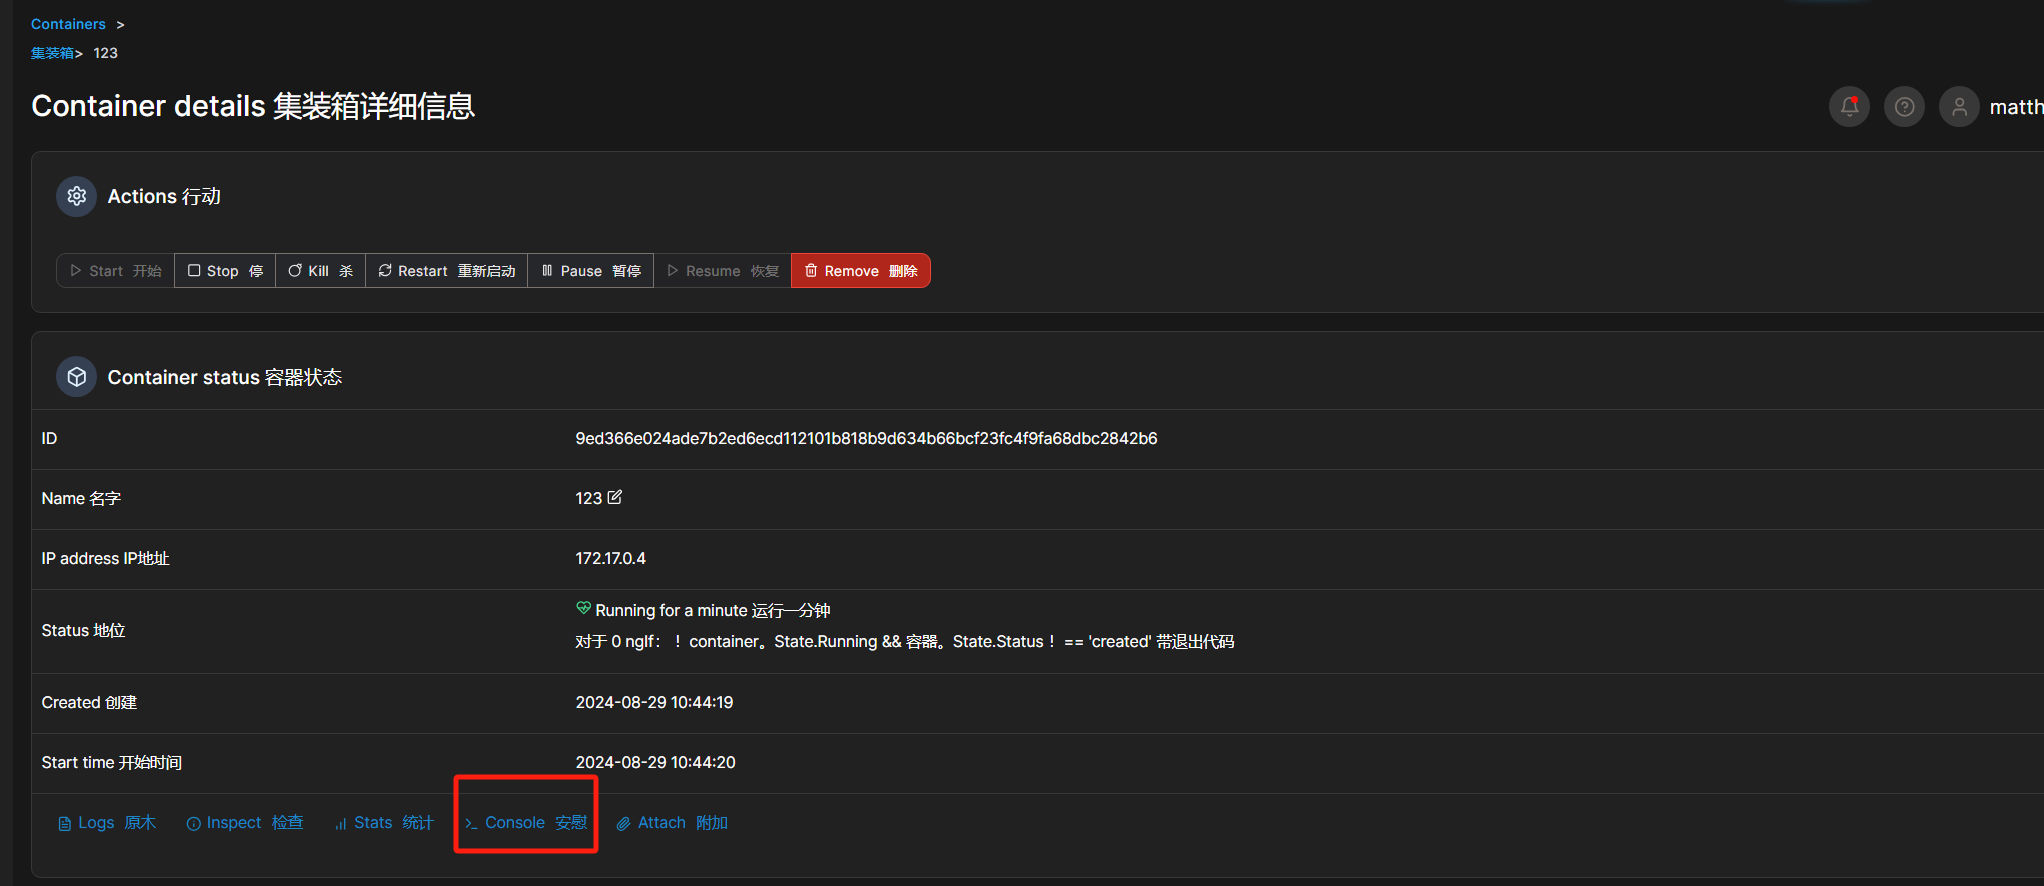 Containers >
集装箱> 123
Container details 集装箱详细信息
matth
Actions 行动
Start 开始 Stop 停 Kill 杀 Restart 重新启动 Pause 暂停 Resume 恢复 Remove 删除
Container status 容器状态
ID 9ed366e024ade7b2ed6ecd112101b818b9d634b66bcf23fc4f9fa68dbc2842b6
Name 名字 123
IP address IP地址 172.17.0.4
Status 地位 Running for a minute 运行一分钟
对于 0 ngIf：！container。State.Running && 容器。State.Status！== 'created' 带退出代码
Created 创建 2024-08-29 10:44:19
Start time 开始时间 2024-08-29 10:44:20
Logs 原木 Inspect 检查 Stats 统计 >_ Console 安慰 Attach 附加